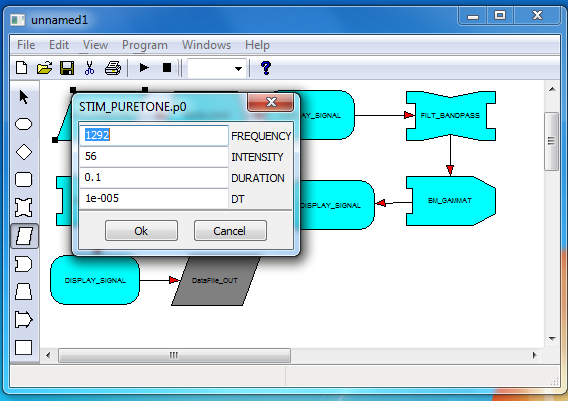 unnamed1
File Edit View Program Windows Help
STIM_PURETONE.p0
1292 FREQUENCY
56 INTENSITY
0.1 DURATION
1e-005 DT
Ok Cancel
PLAY_SIGNAL
FILT_BANDPASS
DISPLAY_SIGNAL
BM_GAMMAT
DISPLAY_SIGNAL
DataFile_OUT